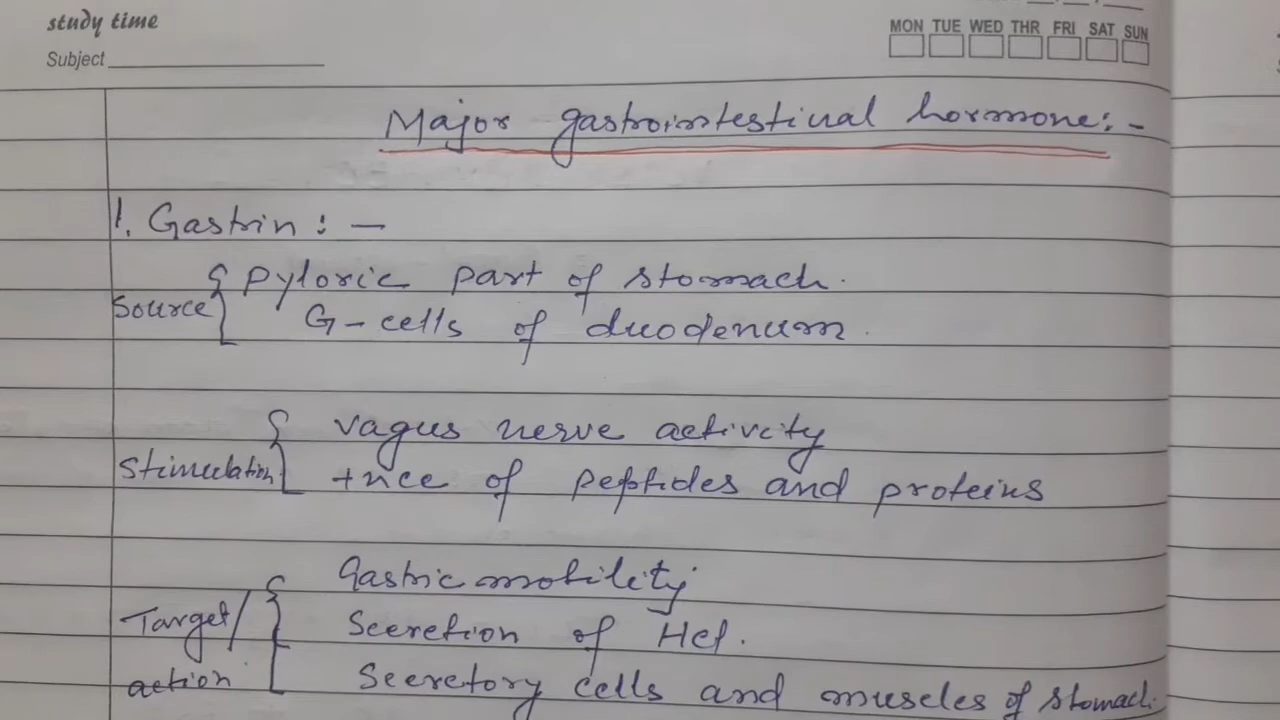 study time
Subject
MON TUE WED THR FRI SAT SUN
Major gastrointestinal hormone: -
1. Gastrin : —
Source
Pyloric part of stomach.
G-cells of duodenum.
Stimulation
vagus nerve activity
+nce of peptides and proteins
Target/
action
Gastric mobility
Secretion of Hcl.
Secretory cells and muscles of stomach.